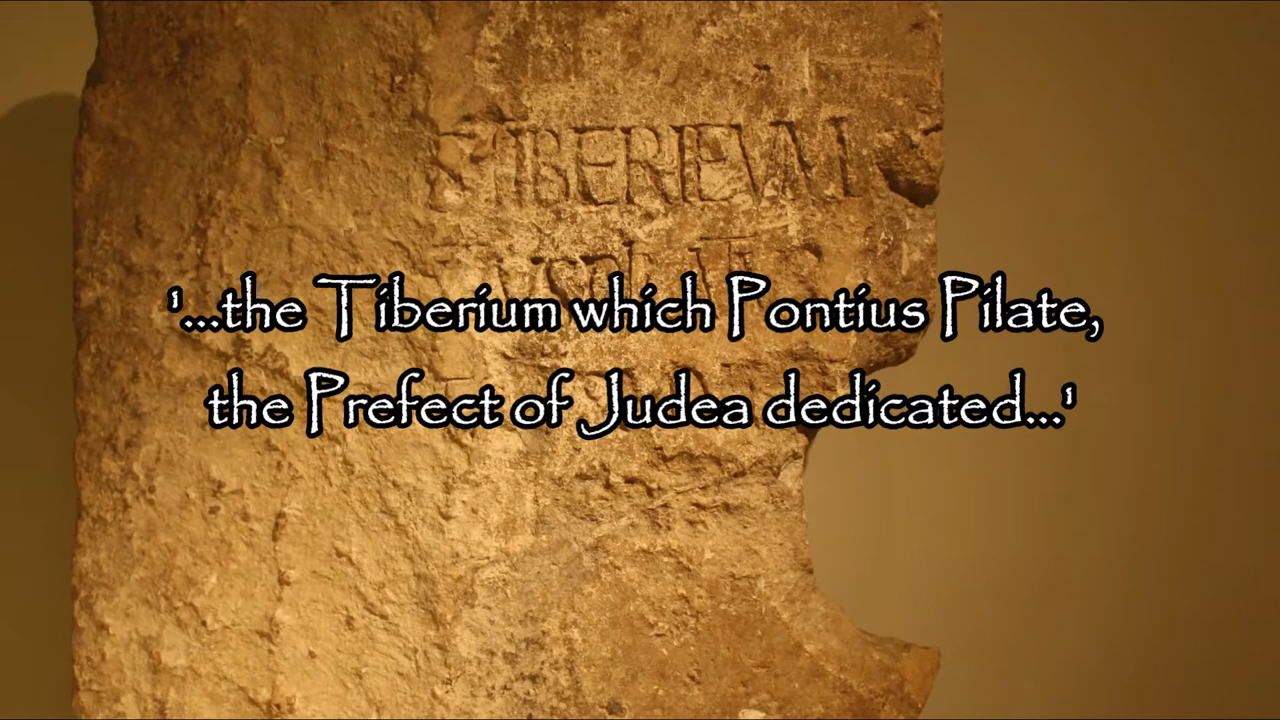 TIBERIEVM
'...the Tiberium which Pontius Pilate,
the Prefect of Judea dedicated...'